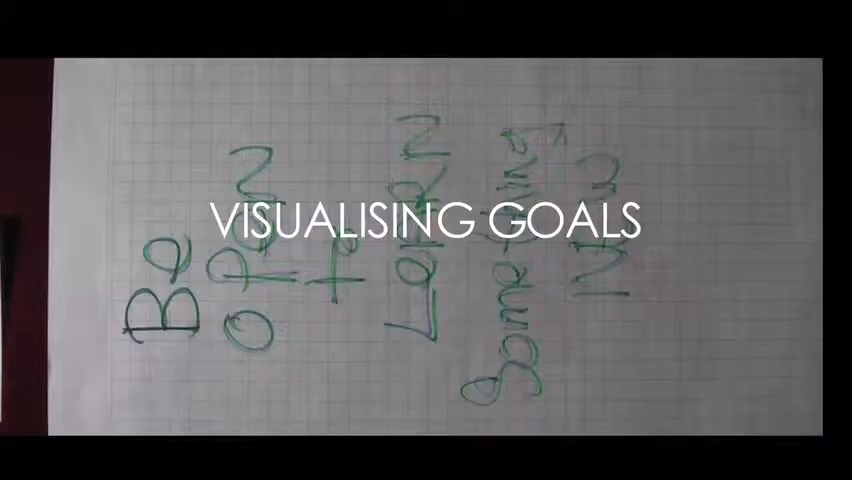 VISUALISING GOALS
Be
oPeN
to
LeARN
Something
New